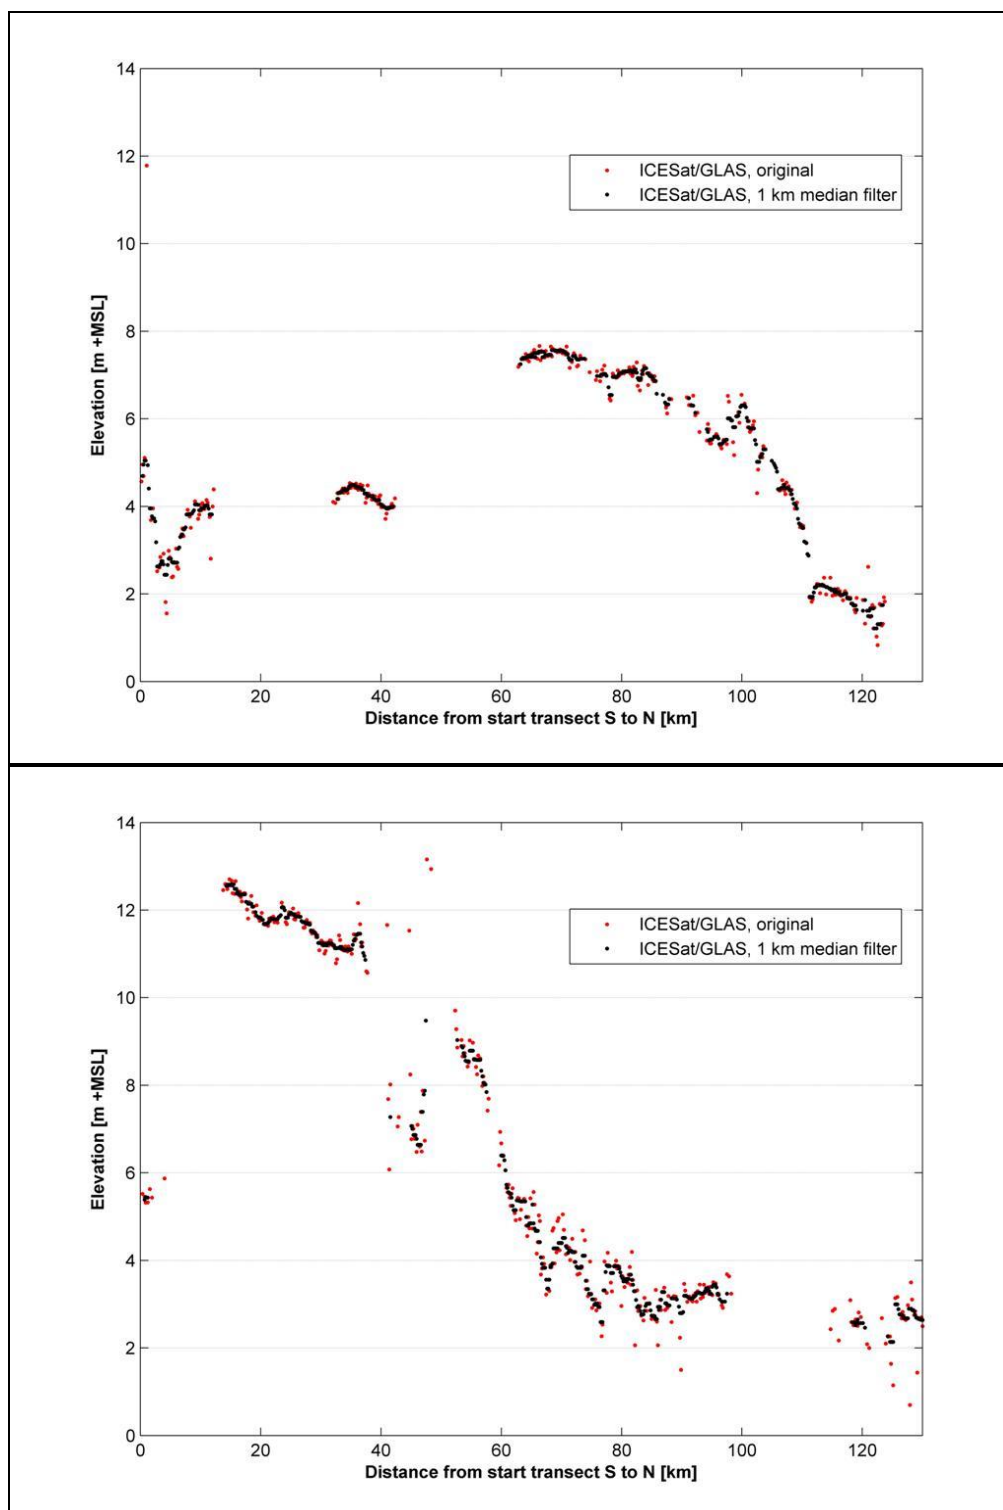 14
12
10
8
6
4
2
0
Elevation [m +MSL]
ICESat/GLAS, original
ICESat/GLAS, 1 km median filter
0 20 40 60 80 100 120
Distance from start transect S to N [km]
14
12
10
8
6
4
2
0
Elevation [m +MSL]
ICESat/GLAS, original
ICESat/GLAS, 1 km median filter
0 20 40 60 80 100 120
Distance from start transect S to N [km]